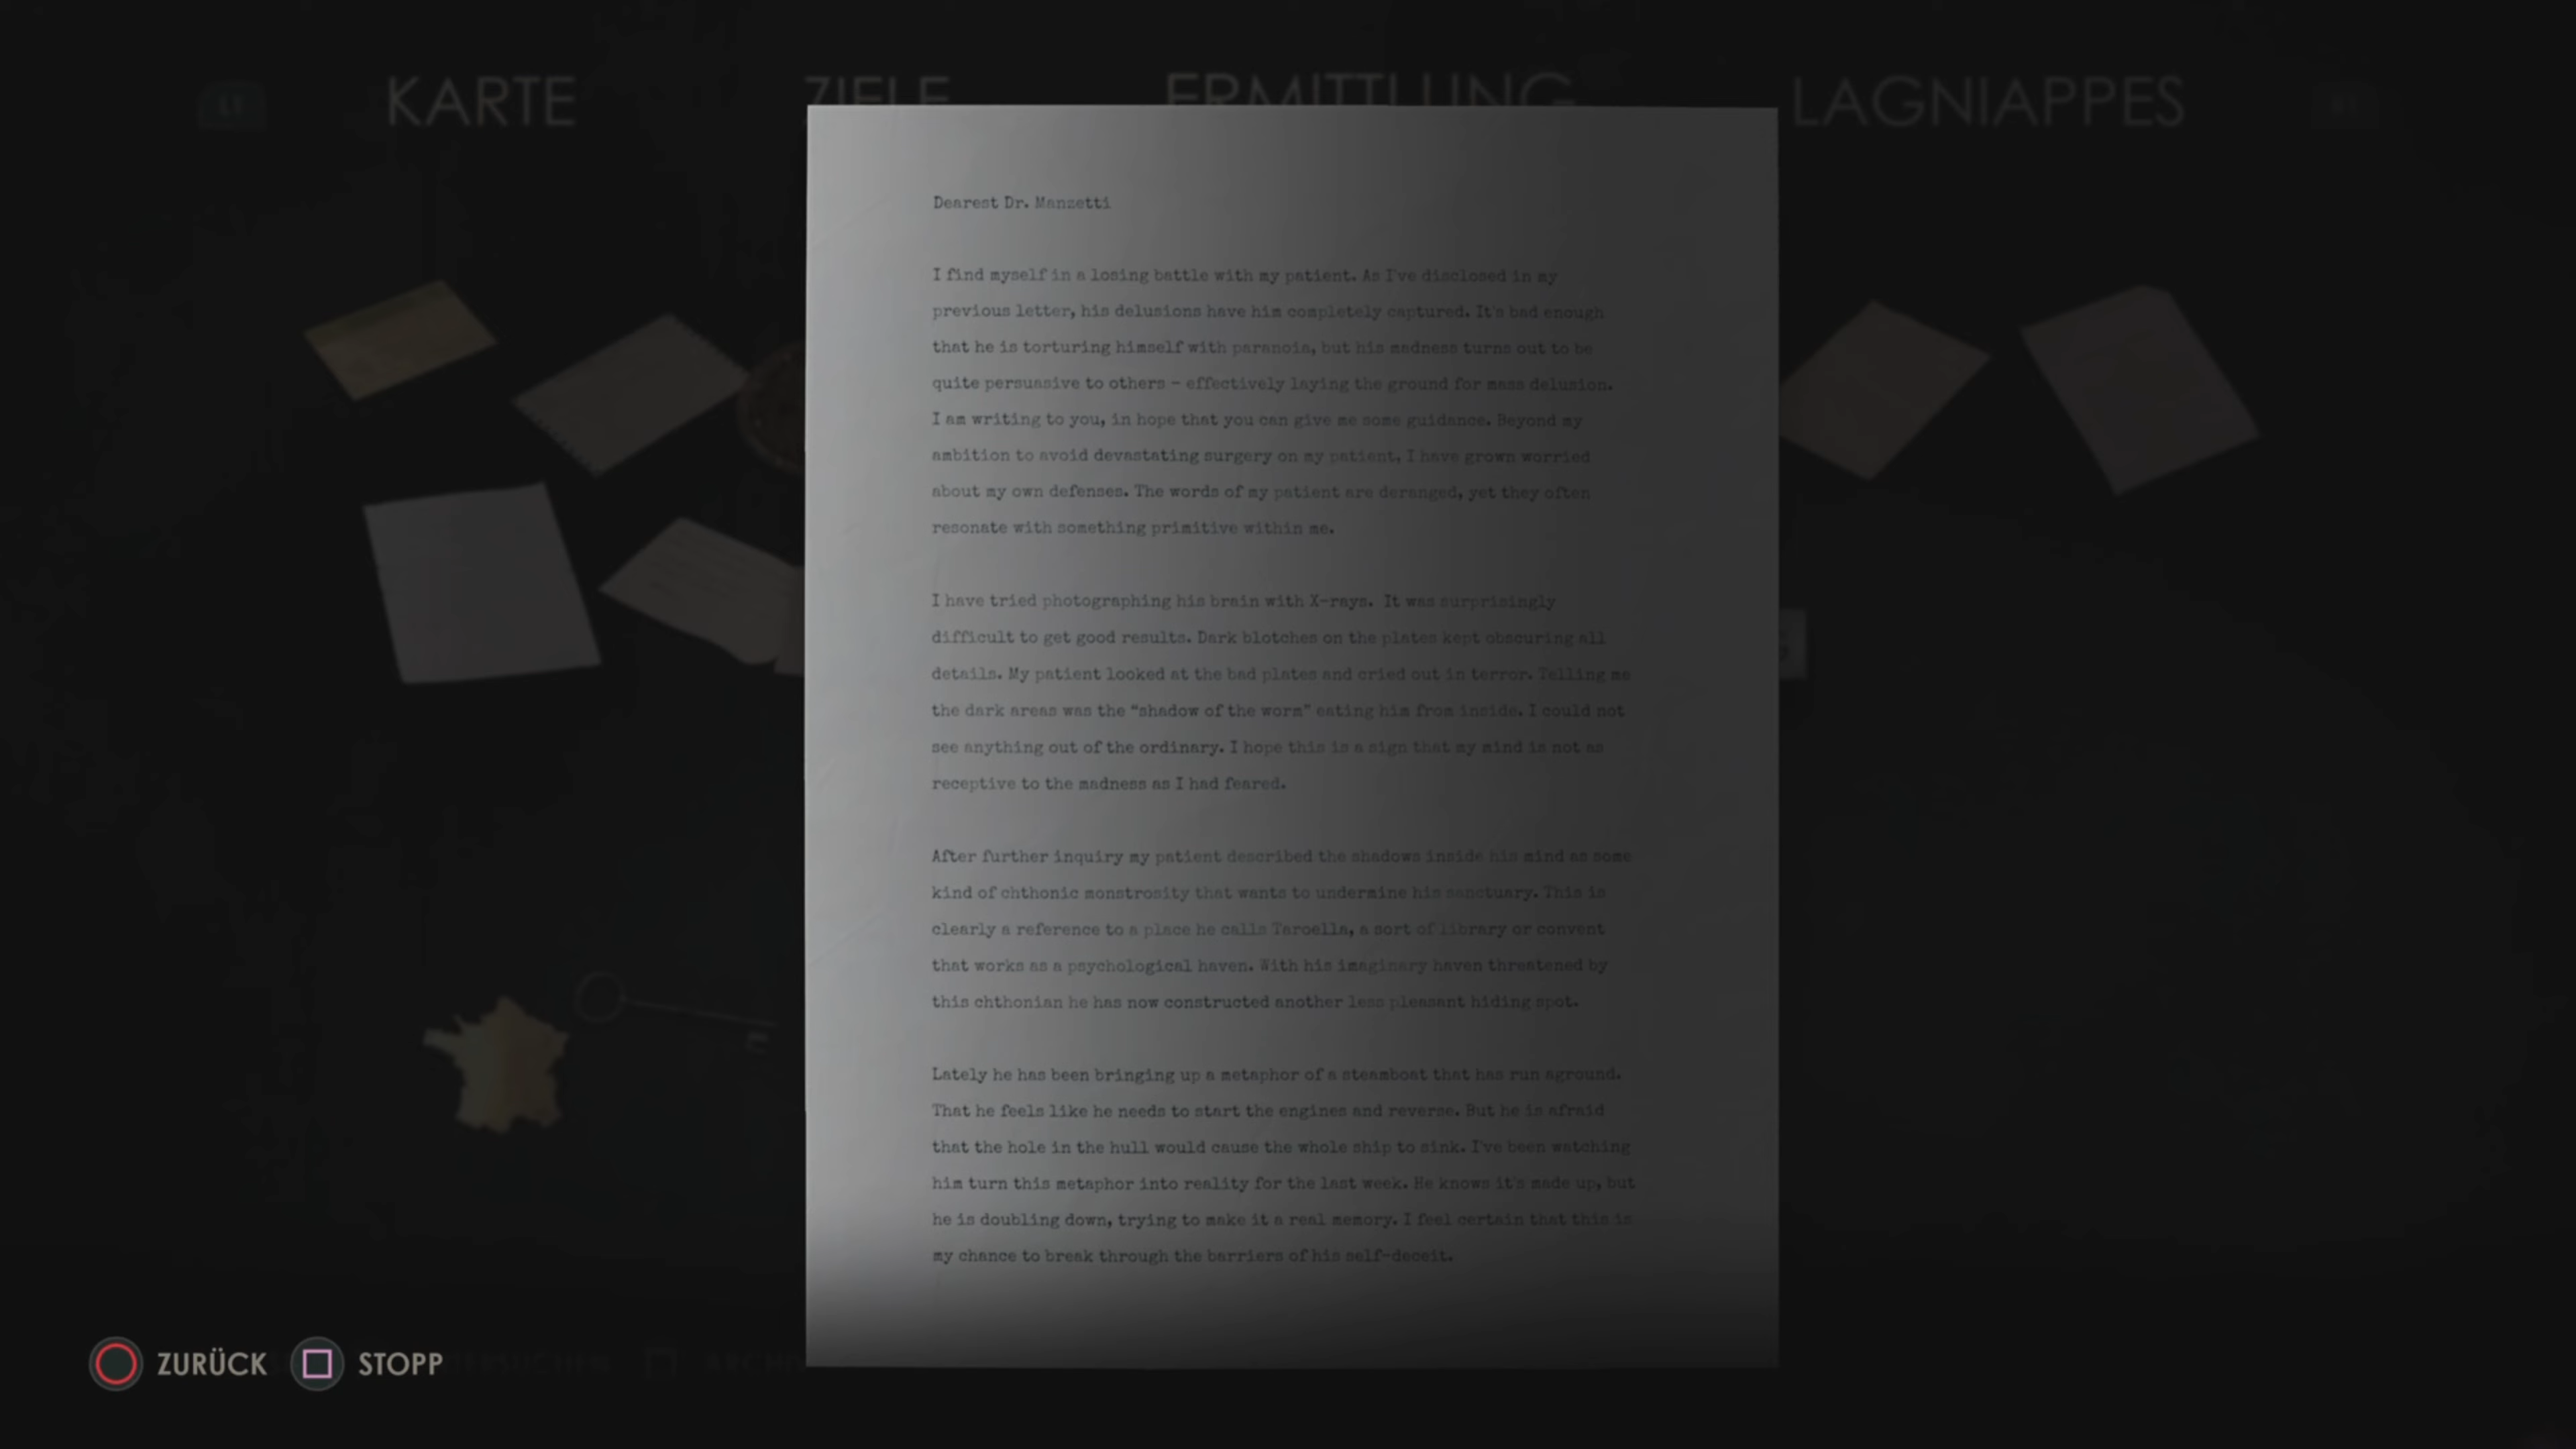 KARTE ZIELE ERMITTLUNG LAGNIAPPES
Dearest Dr. Manzetti
I find myself in a losing battle with my patient. As I've disclosed in my
previous letter, his delusions have him completely captured. It's bad enough
that he is torturing himself with paranoia, but his madness turns out to be
quite persuasive to others – effectively laying the ground for mass delusion.
I am writing to you, in hope that you can give me some guidance. Beyond my
ambition to avoid devastating surgery on my patient, I have grown worried
about my own defenses. The words of my patient are deranged, yet they often
resonate with something primitive within me.
I have tried photographing his brain with X-rays. It was surprisingly
difficult to get good results. Dark blotches on the plates kept obscuring all
details. My patient looked at the bad plates and cried out in terror. Telling me
the dark areas was the “shadow of the worm” eating him from inside. I could not
see anything out of the ordinary. I hope this is a sign that my mind is not as
receptive to the madness as I had feared.
After further inquiry my patient described the shadows inside his mind as some
kind of chthonic monstrosity that wants to undermine his sanctuary. This is
clearly a reference to a place he calls Taroella, a sort of library or convent
that works as a psychological haven. With his imaginary haven threatened by
this chthonian he has now constructed another less pleasant hiding spot.
Lately he has been bringing up a metaphor of a steamboat that has run aground.
That he feels like he needs to start the engines and reverse. But he is afraid
that the hole in the hull would cause the whole ship to sink. I've been watching
him turn this metaphor into reality for the last week. He knows it's made up, but
he is doubling down, trying to make it a real memory. I feel certain that this is
my chance to break through the barriers of his self-deceit.
ZURÜCK STOPP